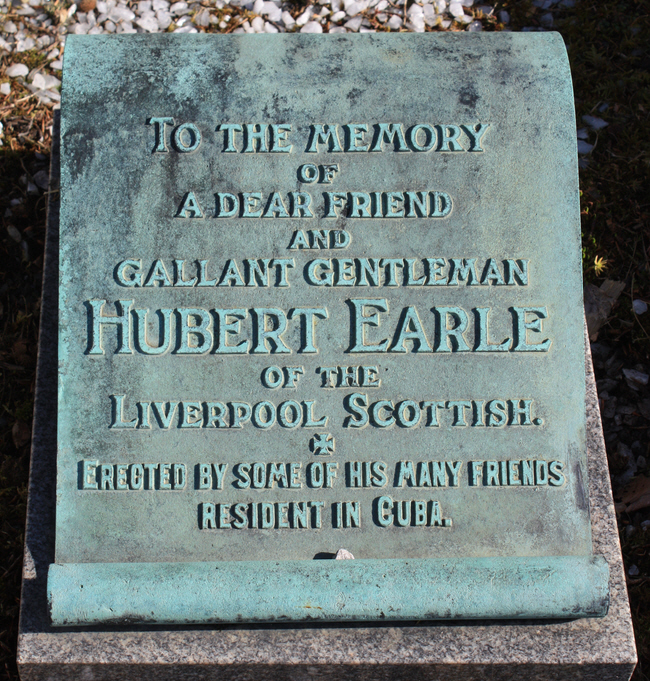 To the memory
of
a dear friend
and
gallant gentleman
Hubert Earle
of the
Liverpool Scottish.
✠
Erected by some of his many friends
resident in Cuba.